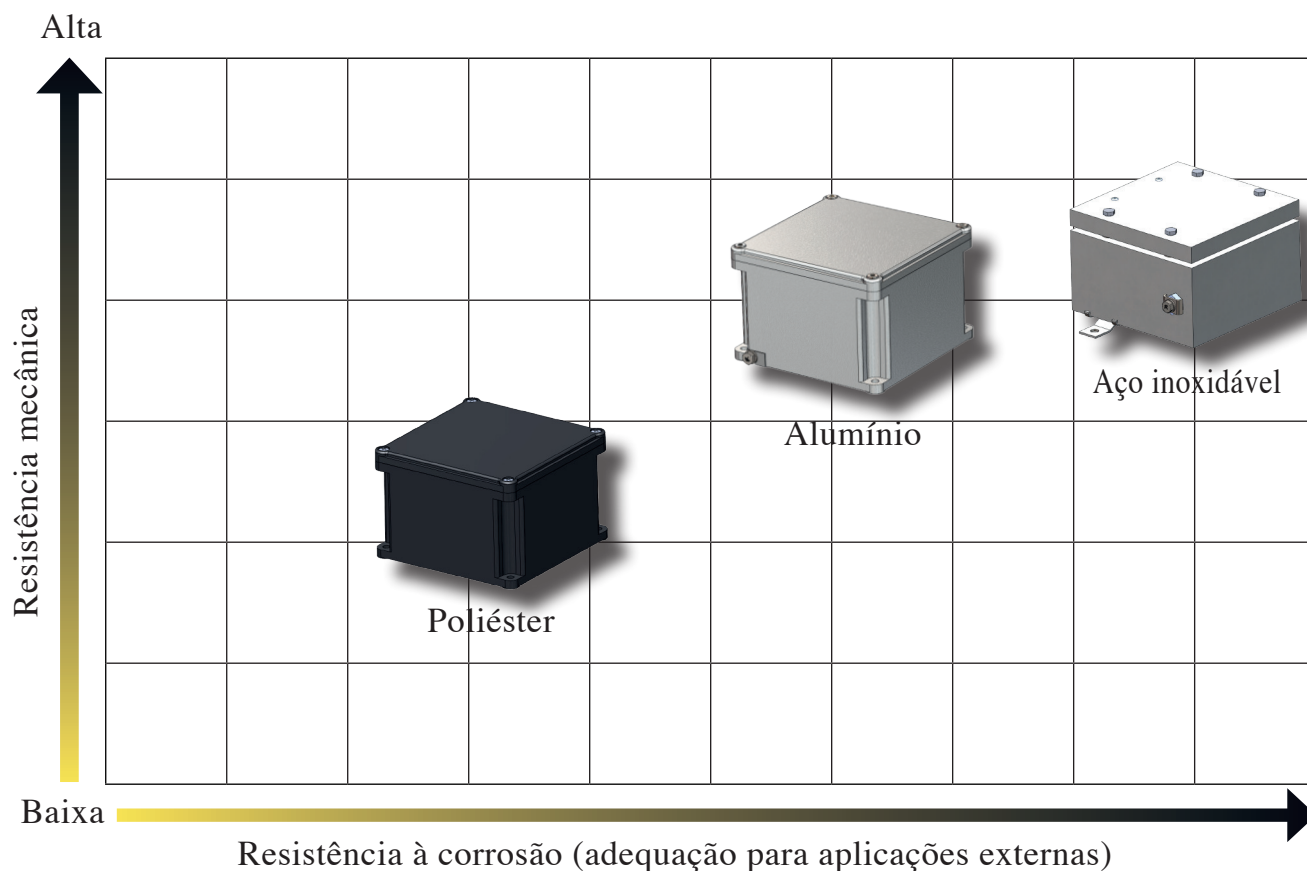 Alta
Resistência mecânica
Aço inoxidável
Alumínio
Poliéster
Baixa
Resistência à corrosão (adequação para aplicações externas)